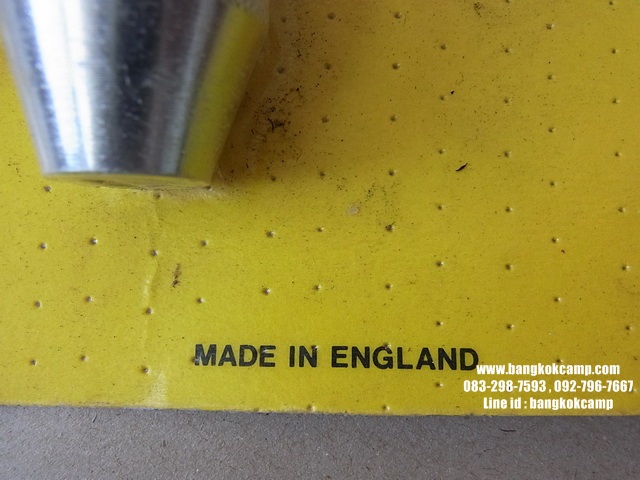 MADE IN ENGLAND
www.bangkokcamp.com
083-298-7593 , 092-796-7667
Line id : bangkokcamp